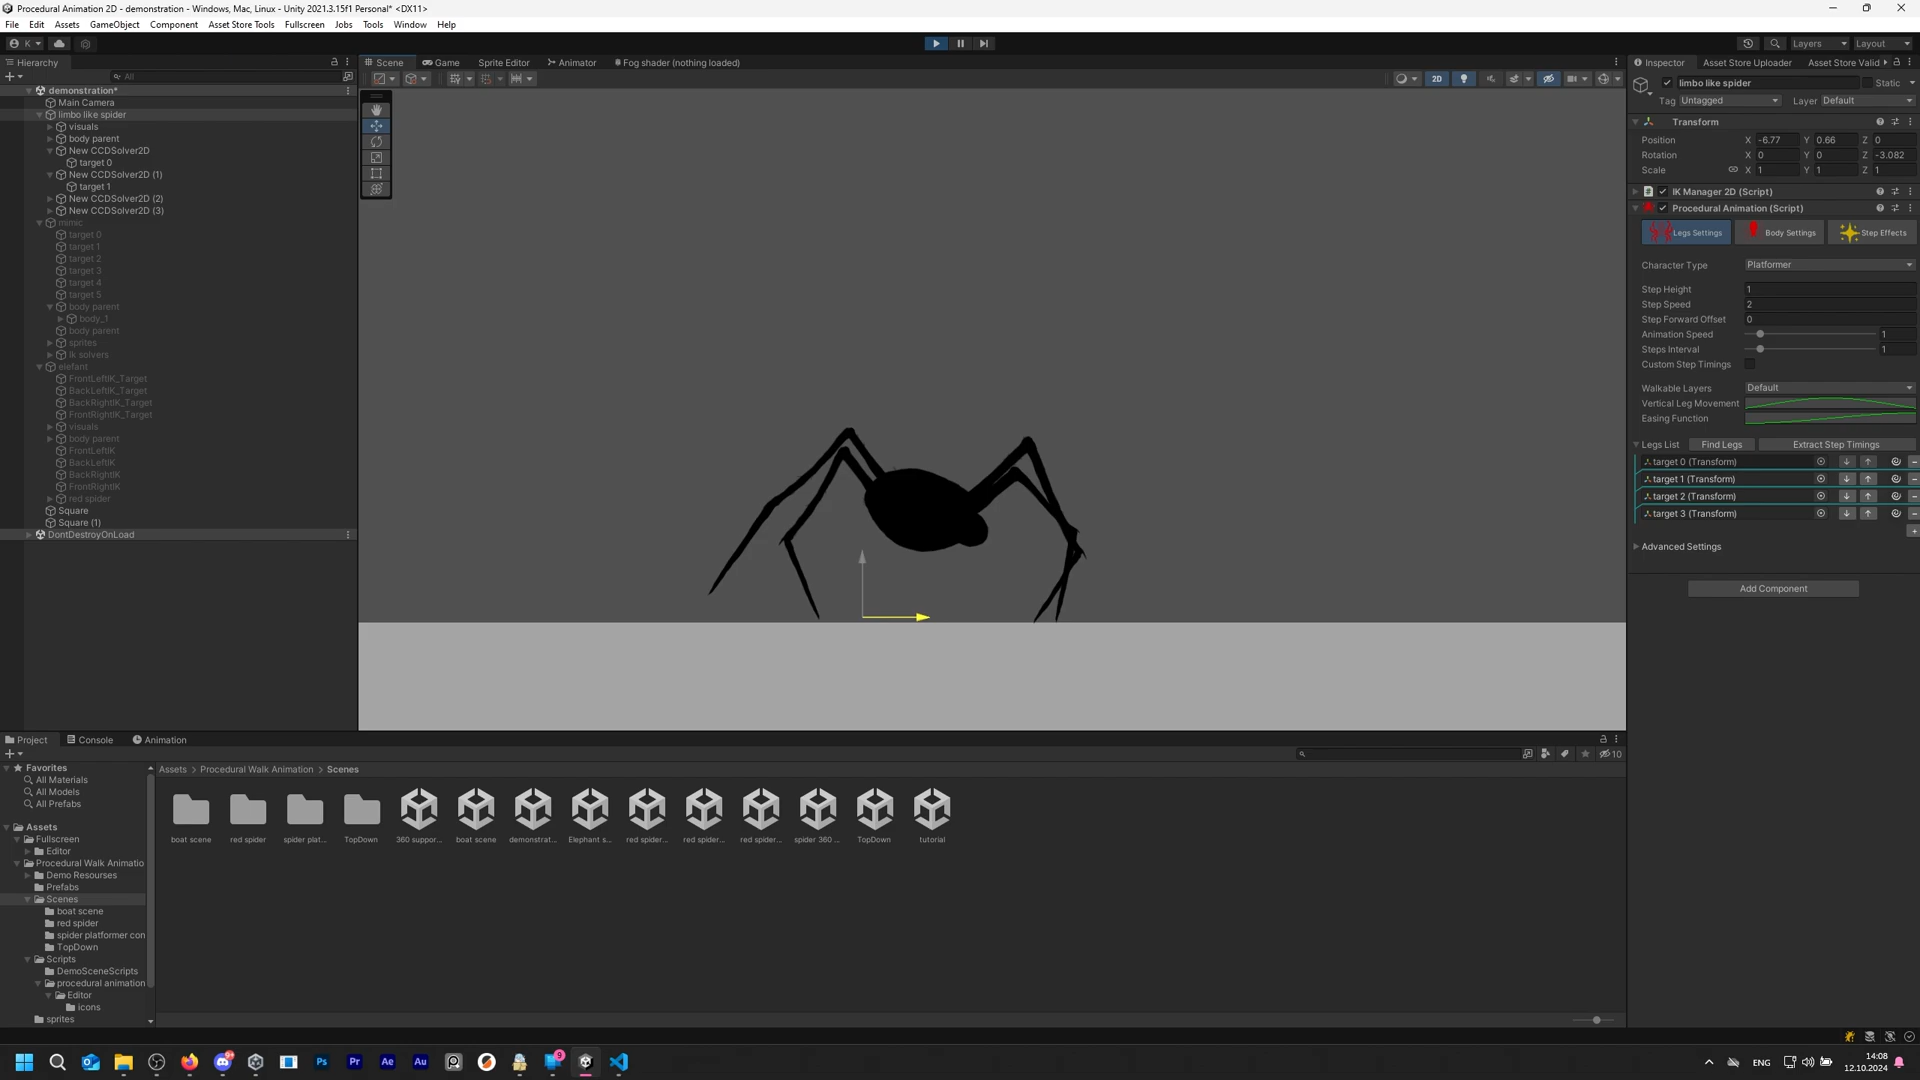 Procedural Animation 2D - demonstration - Windows, Mac, Linux - Unity 2021.3.15f1 Personal* <DX11>
File Edit Assets GameObject Component Asset Store Tools Fullscreen Jobs Tools Window Help
K
Layers
Layout
Hierarchy
All
demonstration*
Main Camera
limbo like spider
visuals
body parent
New CCDSolver2D
target 0
New CCDSolver2D (1)
target 1
New CCDSolver2D (2)
New CCDSolver2D (3)
mimic
target 0
target 1
target 2
target 3
target 4
target 5
body parent
body_1
body parent
sprites
Ik solvers
elefant
FrontLeftIK_Target
BackLeftIK_Target
BackRightIK_Target
FrontRightIK_Target
visuals
body parent
FrontLeftIK
BackLeftIK
BackRightIK
FrontRightIK
red spider
Square
Square (1)
DontDestroyOnLoad
Scene Game Sprite Editor Animator Fog shader (nothing loaded)
2D
Inspector Asset Store Uploader Asset Store Valid
limbo like spider Static
Tag Untagged Layer Default
Transform
Position X -6.77 Y 0.66 Z 0
Rotation X 0 Y 0 Z -3.082
Scale X 1 Y 1 Z 1
IK Manager 2D (Script)
Procedural Animation (Script)
Legs Settings Body Settings Step Effects
Character Type Platformer
Step Height 1
Step Speed 2
Step Forward Offset 0
Animation Speed 1
Steps Interval 1
Custom Step Timings
Walkable Layers Default
Vertical Leg Movement
Easing Function
Legs List Find Legs Extract Step Timings
target 0 (Transform)
target 1 (Transform)
target 2 (Transform)
target 3 (Transform)
Advanced Settings
Add Component
Project Console Animation
10
Favorites
All Materials
All Models
All Prefabs
Assets
Fullscreen
Editor
Procedural Walk Animatio
Demo Resourses
Prefabs
Scenes
boat scene
red spider
spider platformer con
TopDown
Scripts
DemoSceneScripts
procedural animation
Editor
icons
sprites
Assets > Procedural Walk Animation > Scenes
boat scene red spider spider plat... TopDown 360 suppor... boat scene demonstrat... Elephant s... red spider... red spider... red spider... spider 360 ... TopDown tutorial
Ps Pr Ae Au
9
ENG
14:08
12.10.2024